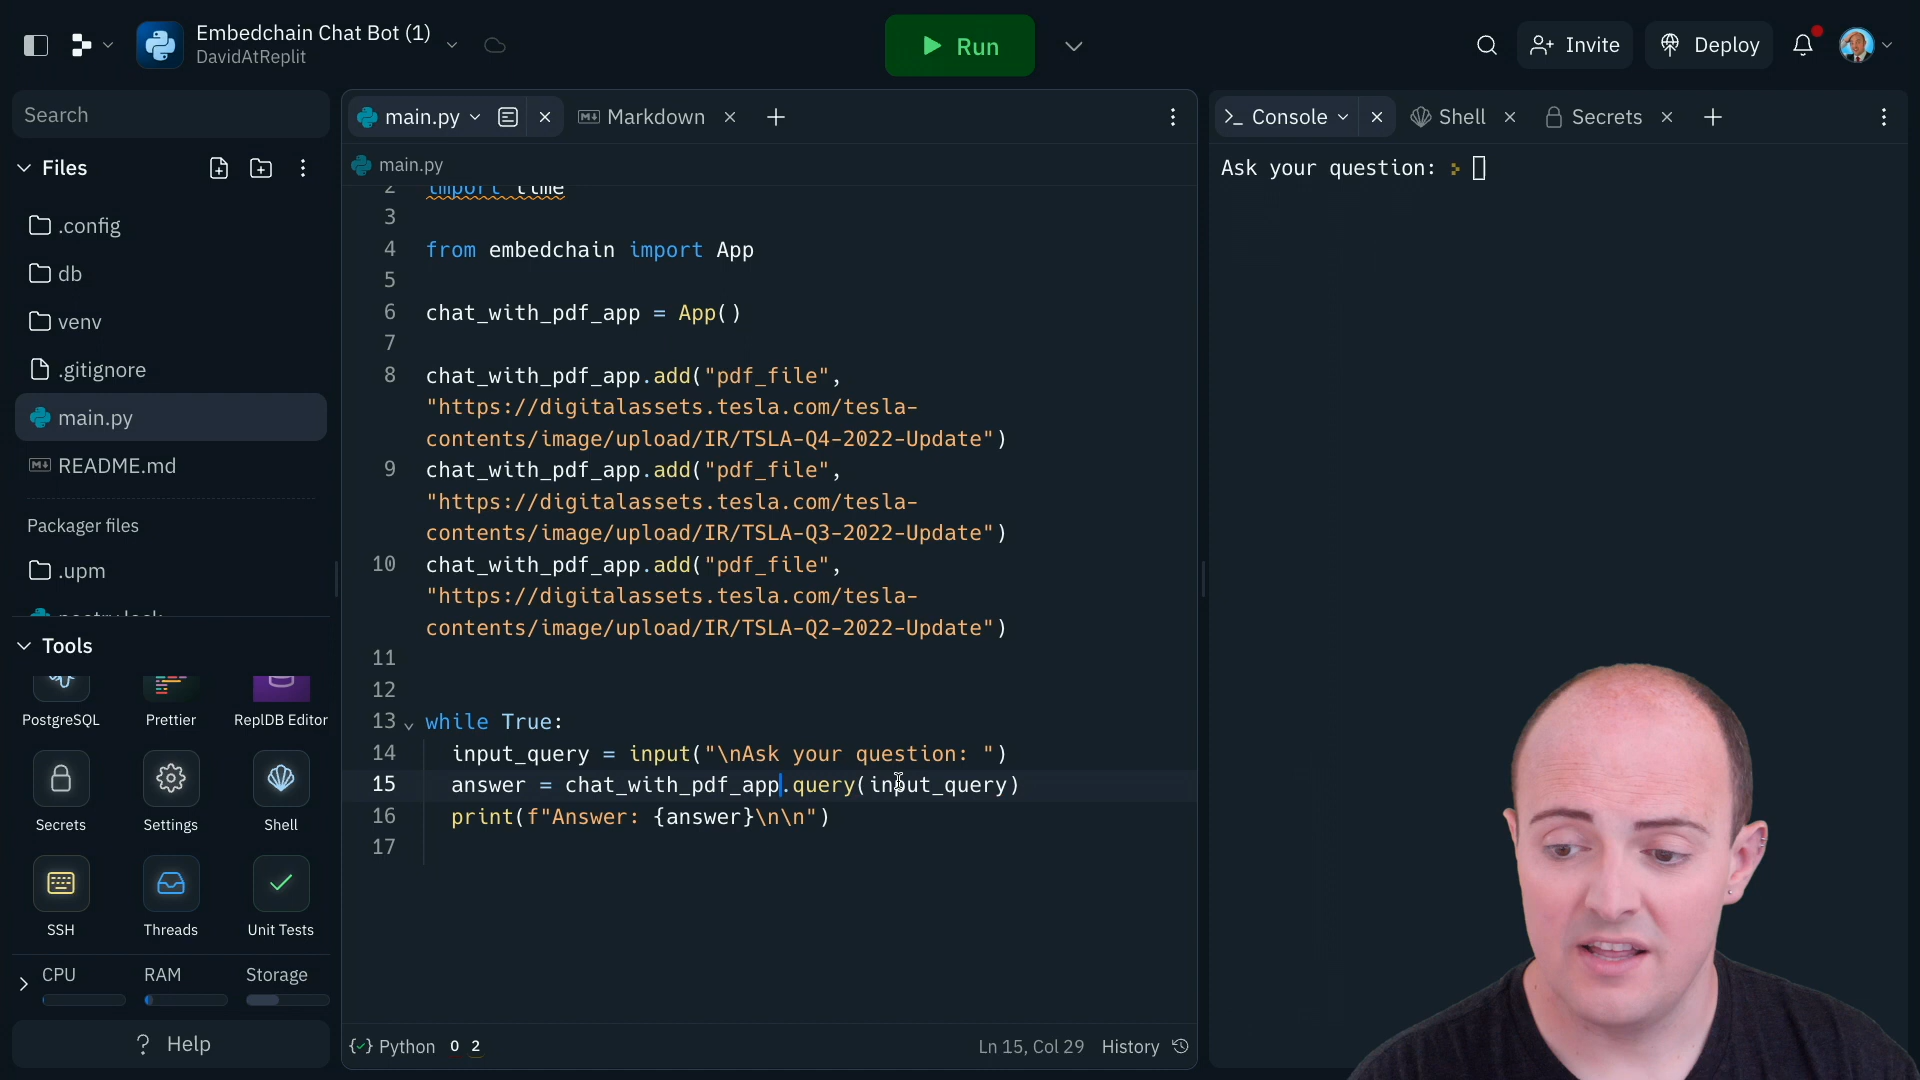 Embedchain Chat Bot (1)
DavidAtReplit
Run
Invite
Deploy
Search
Files
.config
db
venv
.gitignore
main.py
README.md
Packager files
.upm
Tools
PostgreSQL
Prettier
ReplDB Editor
Secrets
Settings
Shell
SSH
Threads
Unit Tests
CPU
RAM
Storage
? Help
main.py
Markdown
main.py
2 import time
3
4 from embedchain import App
5
6 chat_with_pdf_app = App()
7
8 chat_with_pdf_app.add("pdf_file",
"https://digitalassets.tesla.com/tesla-
contents/image/upload/IR/TSLA-Q4-2022-Update")
9 chat_with_pdf_app.add("pdf_file",
"https://digitalassets.tesla.com/tesla-
contents/image/upload/IR/TSLA-Q3-2022-Update")
10 chat_with_pdf_app.add("pdf_file",
"https://digitalassets.tesla.com/tesla-
contents/image/upload/IR/TSLA-Q2-2022-Update")
11
12
13 while True:
14 input_query = input("\nAsk your question: ")
15 answer = chat_with_pdf_app.query(input_query)
16 print(f"Answer: {answer}\n\n")
17
Python 0 2
Ln 15, Col 29
History
Console
Shell
Secrets
Ask your question: